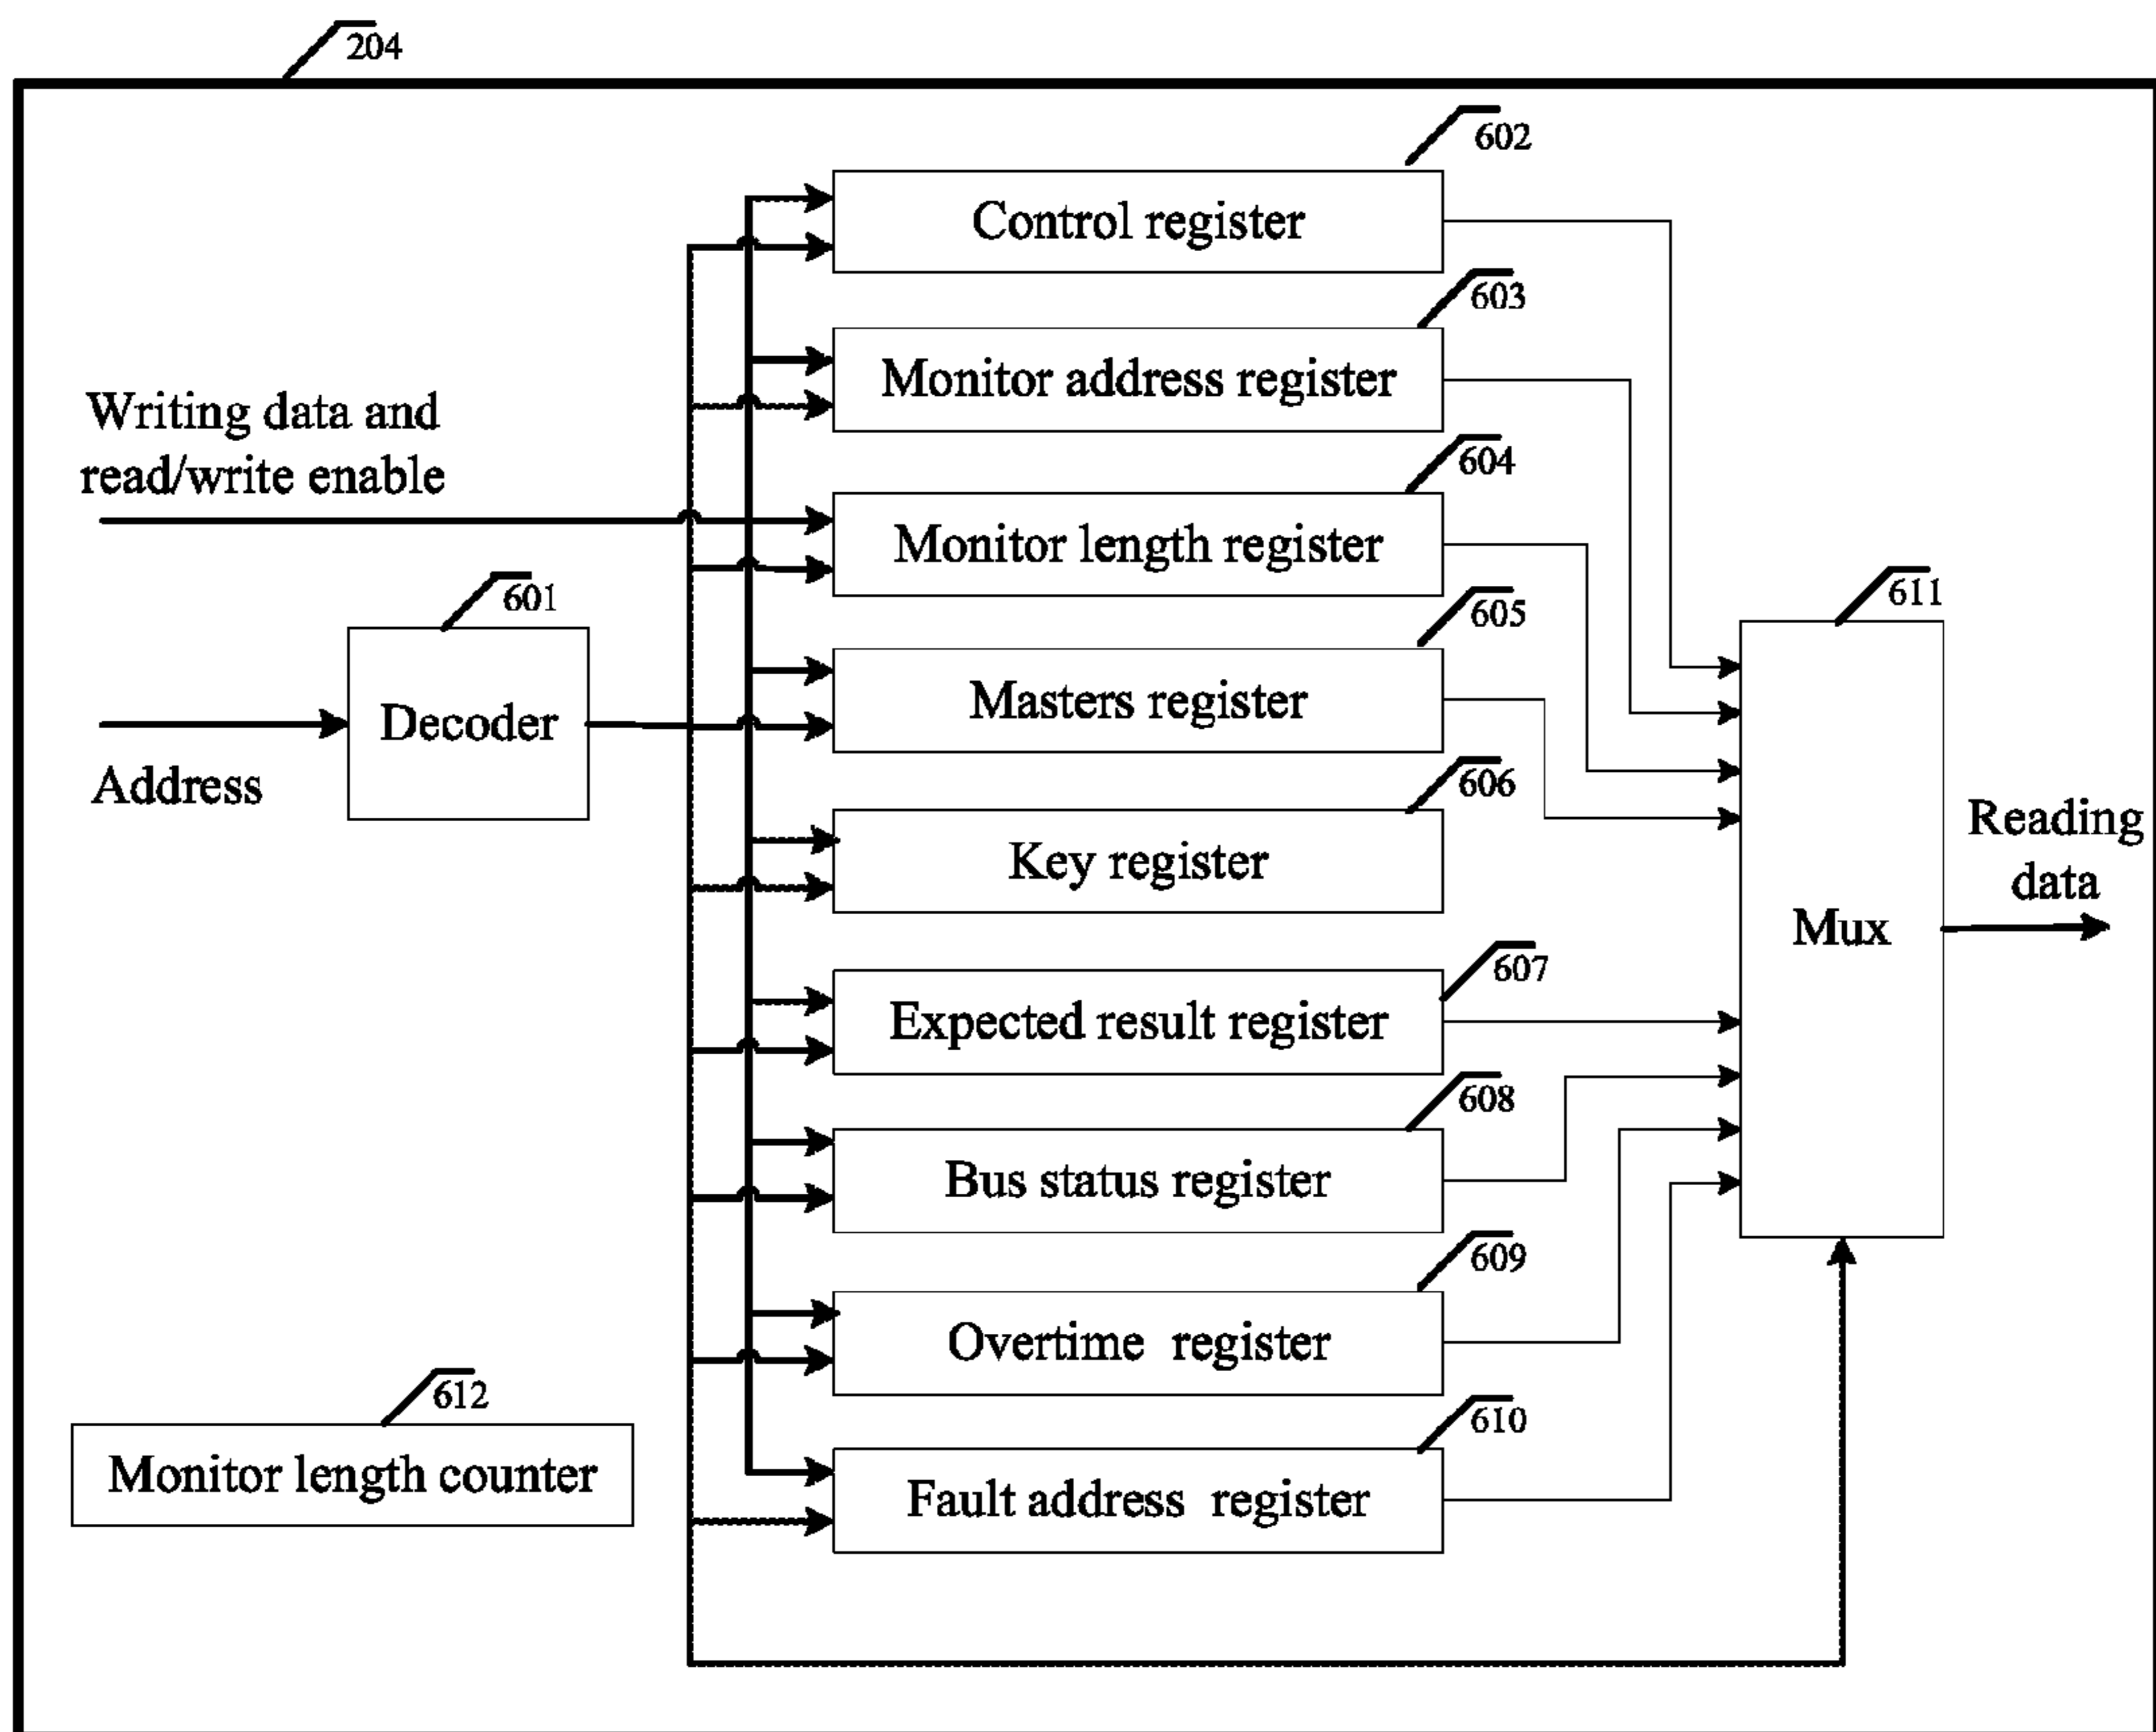 204
602
Control register
603
Monitor address register
Writing data and
read/write enable
604
Monitor length register
601
Decoder
Address
605
Masters register
606
Key register
611
Mux
Reading
data
607
Expected result register
608
Bus status register
609
Overtime register
610
Fault address register
612
Monitor length counter